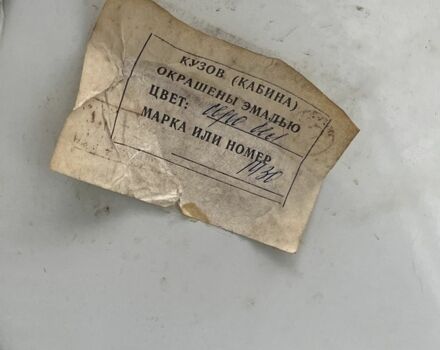 КУЗОВ (КАБИНА)
ОКРАШЕНЫ ЭМАЛЬЮ
ЦВЕТ:
МАРКА ИЛИ НОМЕР